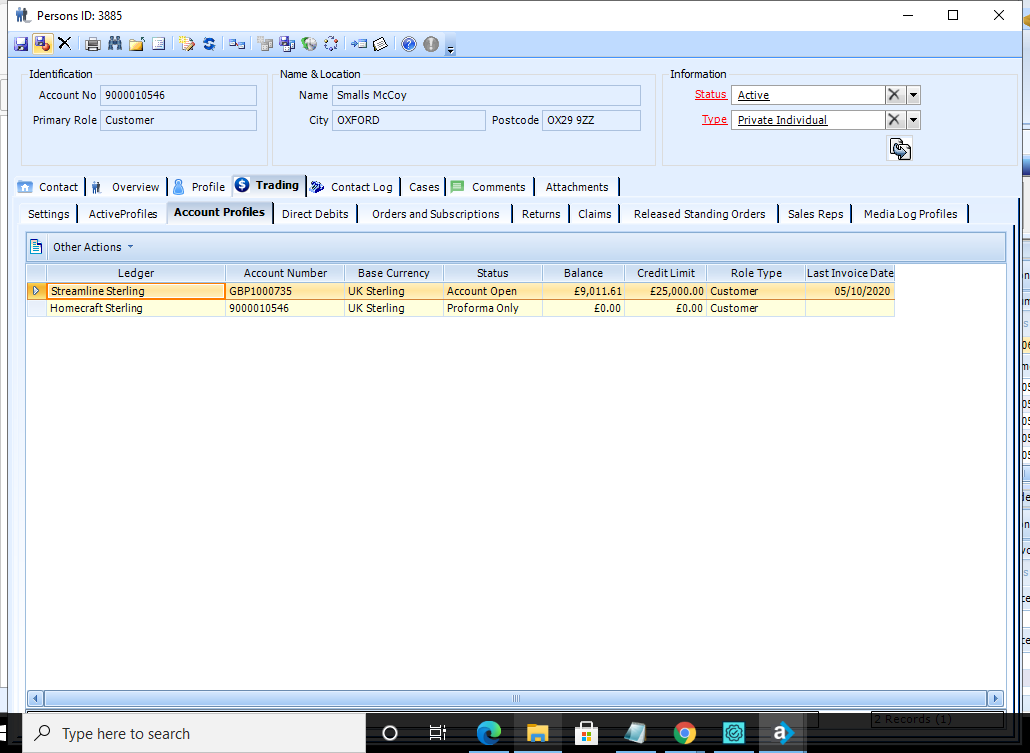 Persons ID: 3885
Identification
Account No 9000010546
Primary Role Customer
Name & Location
Name Smalls McCoy
City OXFORD Postcode OX29 9ZZ
Information
Status Active
Type Private Individual
Contact Overview Profile Trading Contact Log Cases Comments Attachments
Settings ActiveProfiles Account Profiles Direct Debits Orders and Subscriptions Returns Claims Released Standing Orders Sales Reps Media Log Profiles
Other Actions
Ledger Account Number Base Currency Status Balance Credit Limit Role Type Last Invoice Date
Streamline Sterling GBP1000735 UK Sterling Account Open £9,011.61 £25,000.00 Customer 05/10/2020
Homecraft Sterling 9000010546 UK Sterling Proforma Only £0.00 £0.00 Customer
2 Records (1)
Type here to search